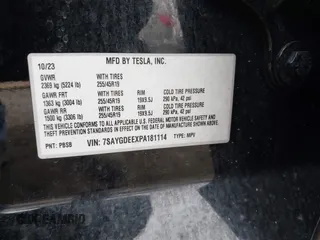 MFD BY TESLA, INC.
10/23
GVWR
2369 kg (5224 lb)
WITH TIRES
255/45R19
RIM
COLD TIRE PRESSURE
GAWR FRT
1363 kg (3004 lb)
WITH TIRES
255/45R19
RIM
19X9.5J
COLD TIRE PRESSURE
290 kPa, 42 psi
GAWR RR
1500 kg (3306 lb)
WITH TIRES
255/45R19
19X9.5J
290 kPa, 42 psi
THIS VEHICLE CONFORMS TO ALL APPLICABLE
FEDERAL MOTOR VEHICLE SAFETY STANDARDS
IN EFFECT ON THE DATE OF MANUFACTURE
SHOWN ABOVE.
PNT: PBSB
VIN: 7SAYGDEEXPA181114
TYPE: MPV